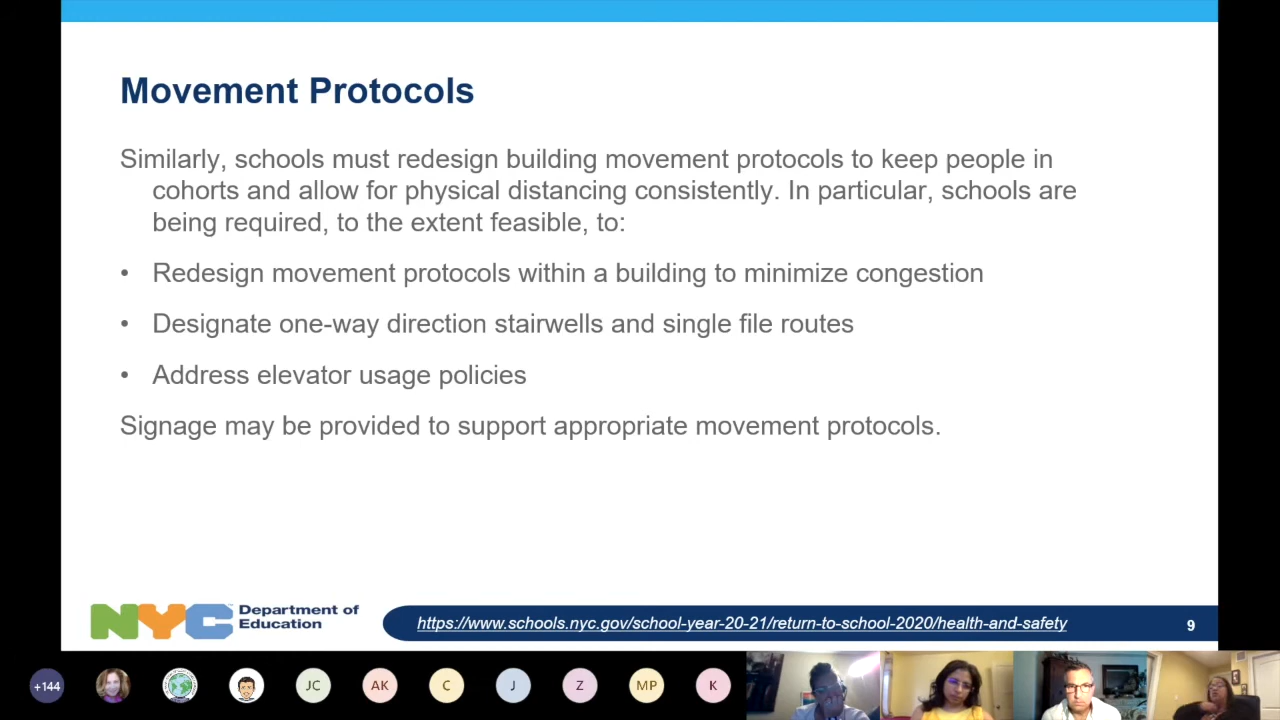 Movement Protocols
Similarly, schools must redesign building movement protocols to keep people in
cohorts and allow for physical distancing consistently. In particular, schools are
being required, to the extent feasible, to:
• Redesign movement protocols within a building to minimize congestion
• Designate one-way direction stairwells and single file routes
• Address elevator usage policies
Signage may be provided to support appropriate movement protocols.
NYC Department of
Education
https://www.schools.nyc.gov/school-year-20-21/return-to-school-2020/health-and-safety
9
+144
JC
AK
C
J
Z
MP
K